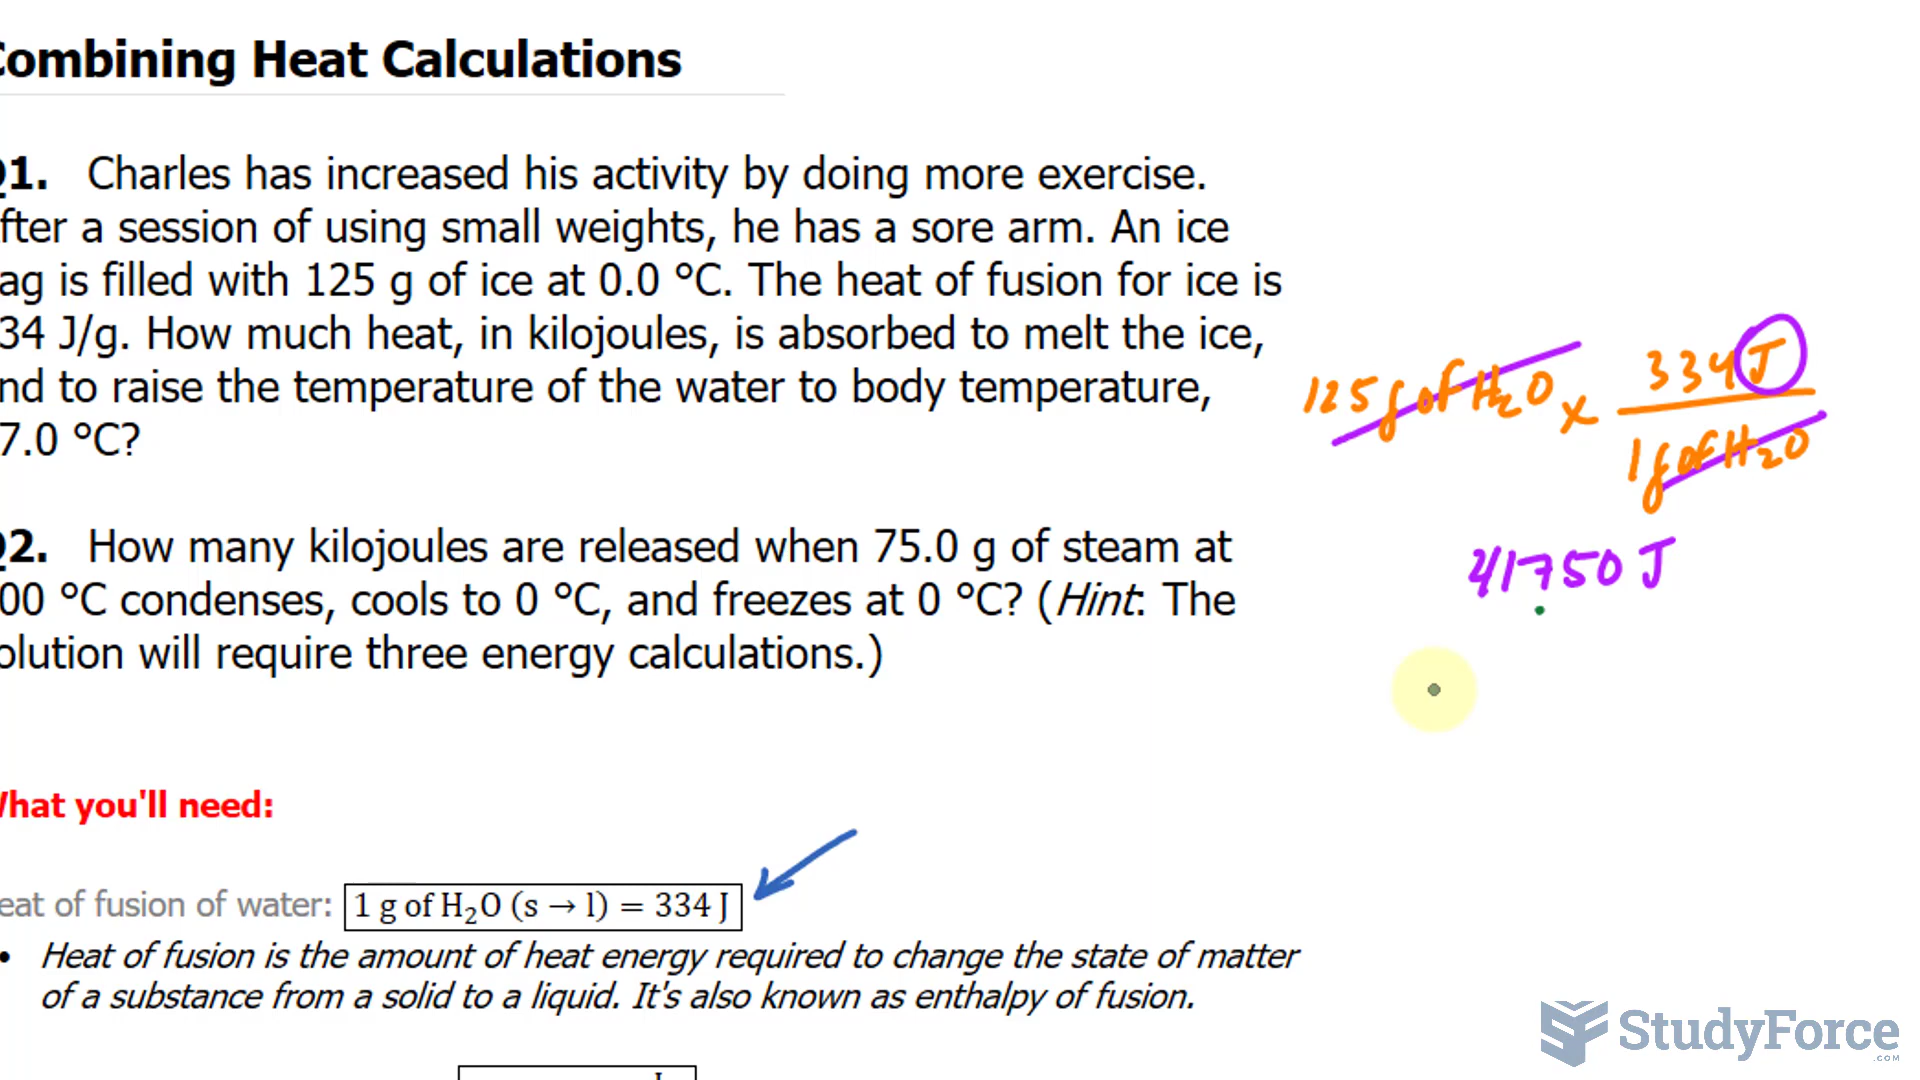 Combining Heat Calculations
Q1. Charles has increased his activity by doing more exercise.
fter a session of using small weights, he has a sore arm. An ice
ag is filled with 125 g of ice at 0.0 °C. The heat of fusion for ice is
34 J/g. How much heat, in kilojoules, is absorbed to melt the ice,
nd to raise the temperature of the water to body temperature,
7.0 °C?
125 g of H₂O x 334 J
1 g of H₂O
41750 J
Q2. How many kilojoules are released when 75.0 g of steam at
00 °C condenses, cools to 0 °C, and freezes at 0 °C? (Hint: The
olution will require three energy calculations.)
What you'll need:
eat of fusion of water: 1 g of H₂O (s → l) = 334 J
• Heat of fusion is the amount of heat energy required to change the state of matter
of a substance from a solid to a liquid. It's also known as enthalpy of fusion.
StudyForce
.COM